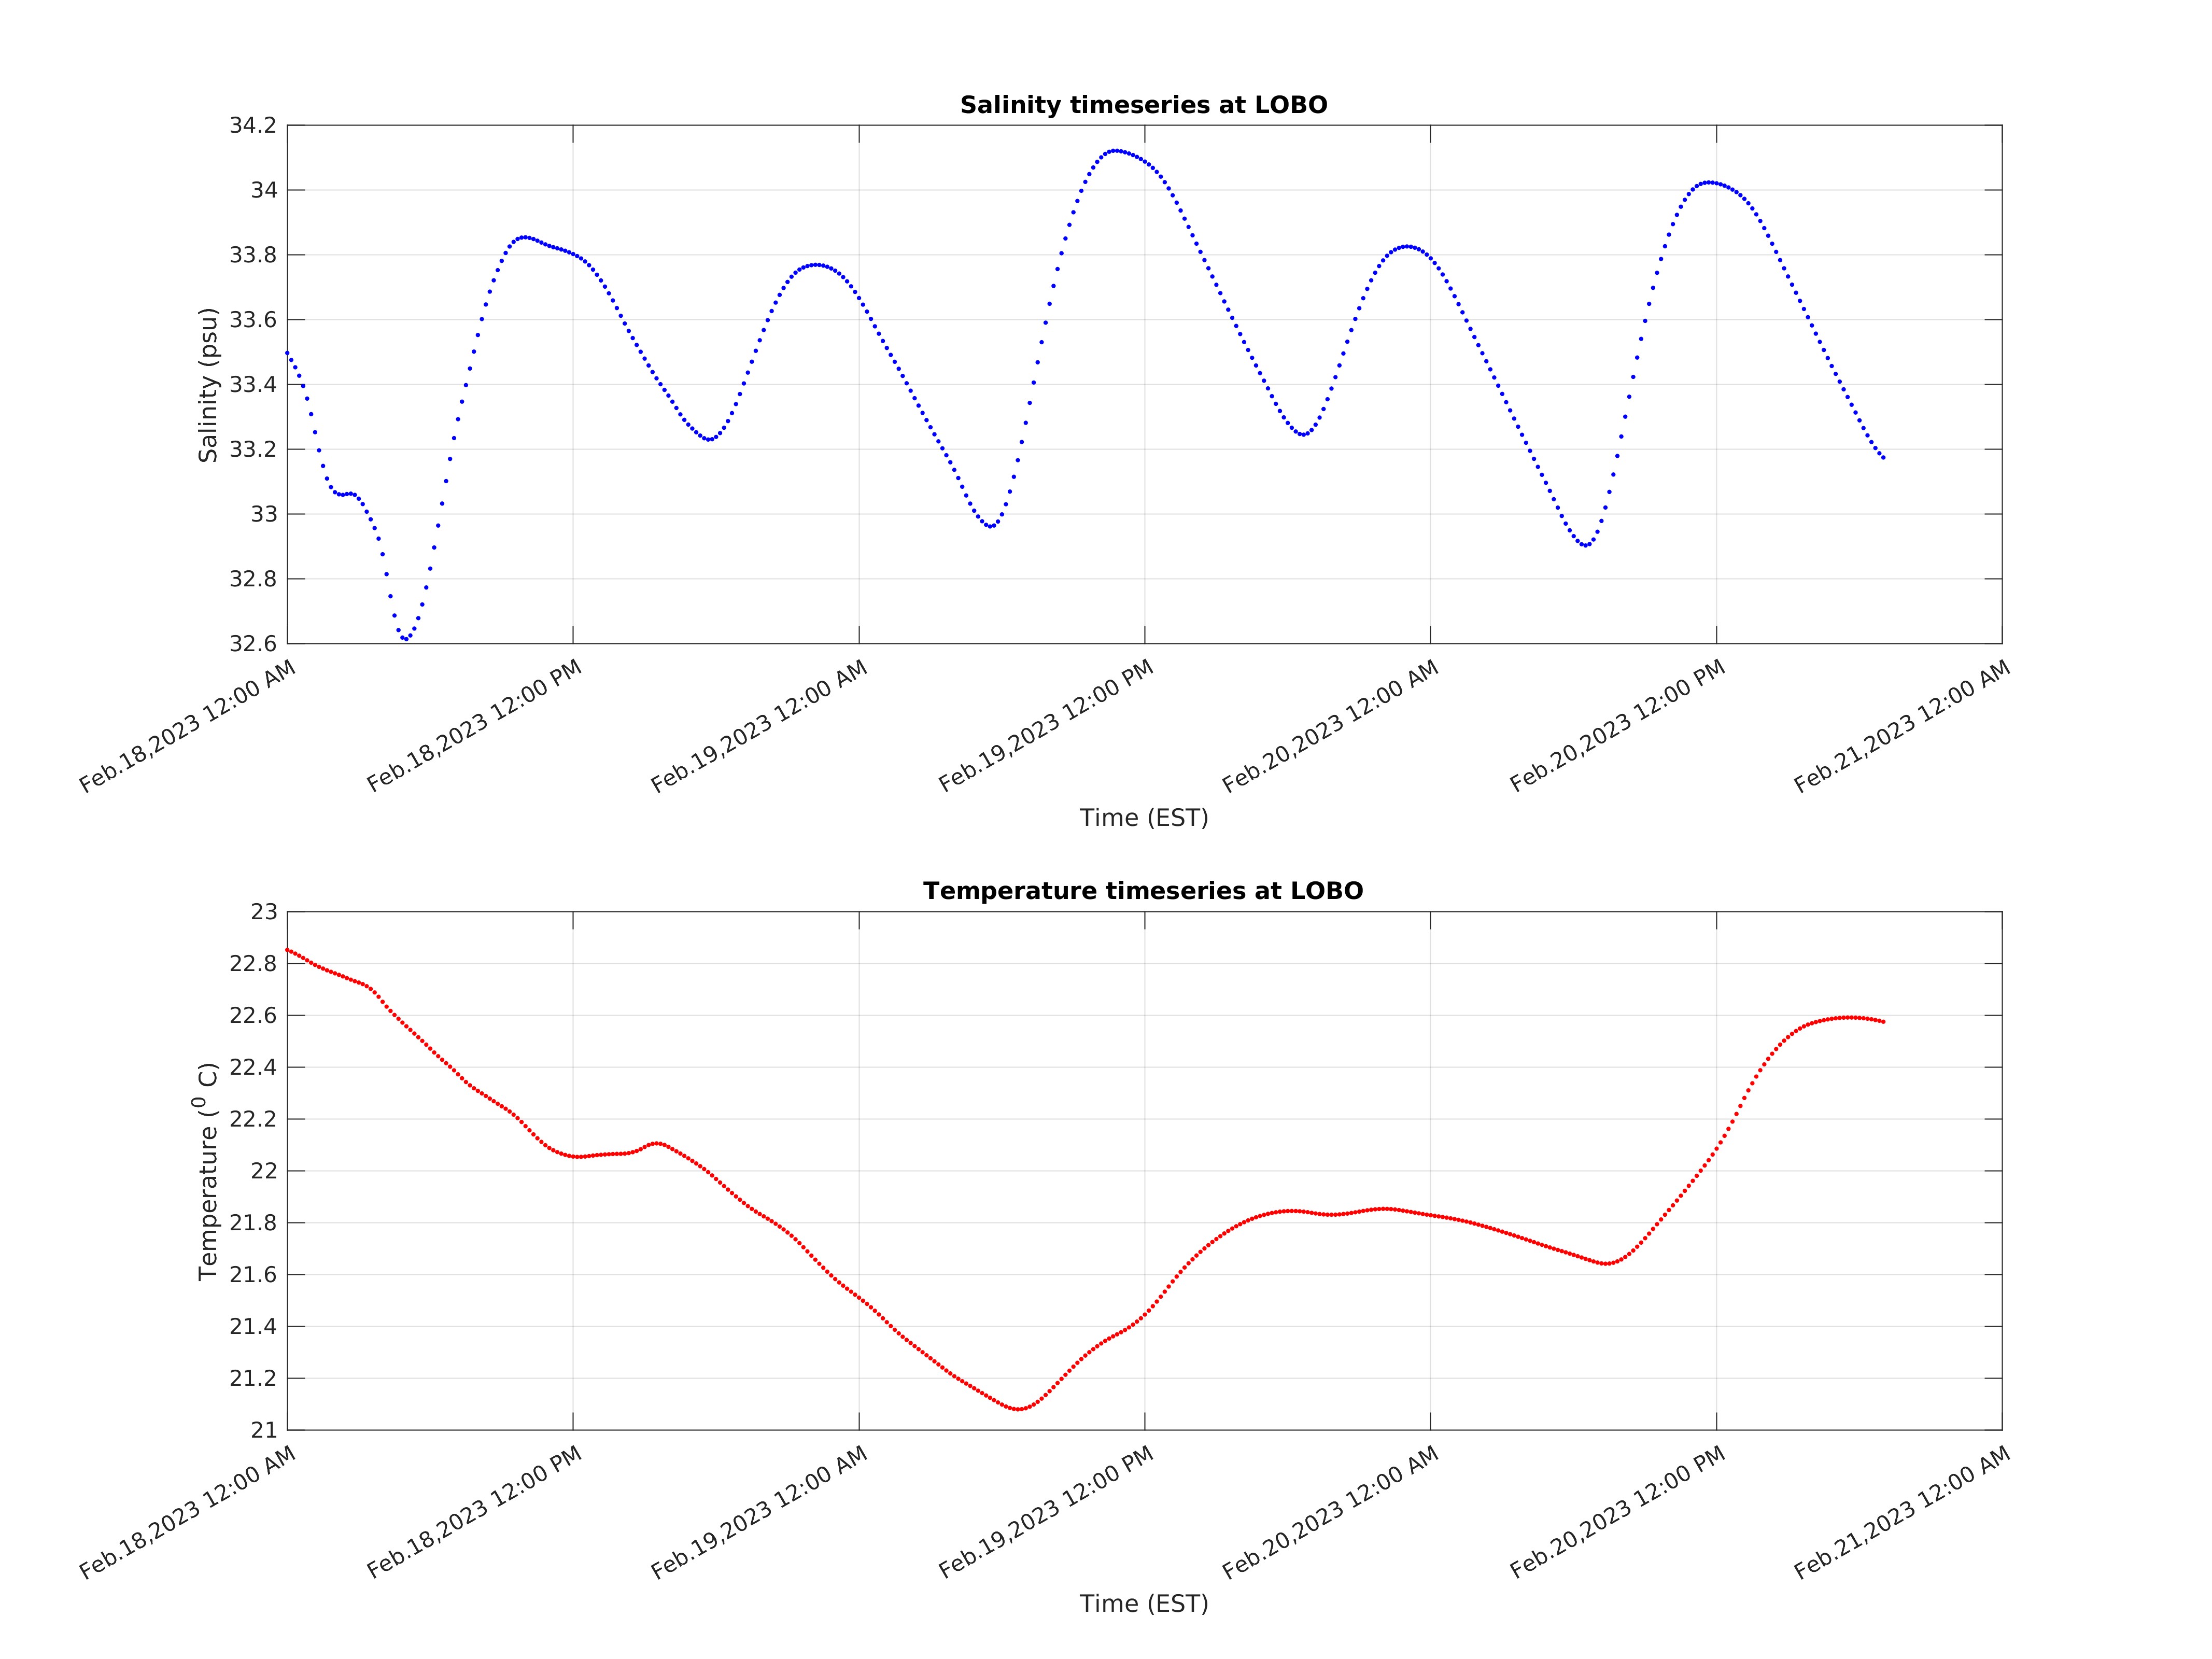 Salinity timeseries at LOBO
Salinity (psu)
34.2
34
33.8
33.6
33.4
33.2
33
32.8
32.6
Feb.18,2023 12:00 AM
Feb.18,2023 12:00 PM
Feb.19,2023 12:00 AM
Feb.19,2023 12:00 PM
Feb.20,2023 12:00 AM
Feb.20,2023 12:00 PM
Feb.21,2023 12:00 AM
Time (EST)
Temperature timeseries at LOBO
Temperature (⁰ C)
23
22.8
22.6
22.4
22.2
22
21.8
21.6
21.4
21.2
21
Feb.18,2023 12:00 AM
Feb.18,2023 12:00 PM
Feb.19,2023 12:00 AM
Feb.19,2023 12:00 PM
Feb.20,2023 12:00 AM
Feb.20,2023 12:00 PM
Feb.21,2023 12:00 AM
Time (EST)